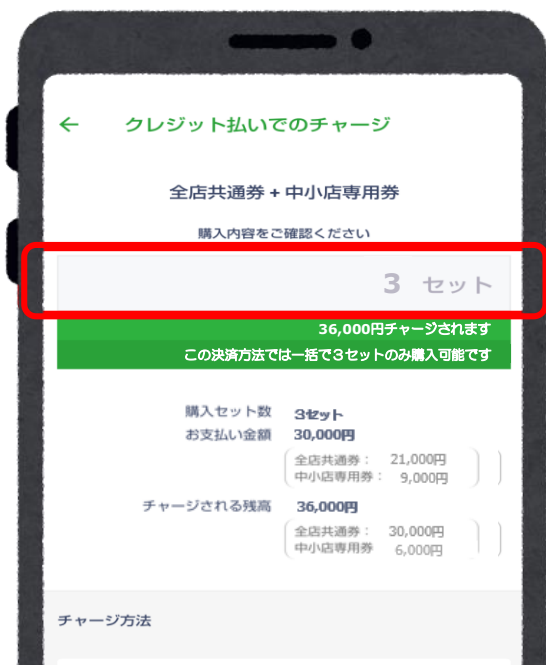 ← クレジット払いでのチャージ
全店共通券+中小店専用券
購入内容をご確認ください
3 セット
36,000円チャージされます
この決済方法では一括で3セットのみ購入可能です
購入セット数 3セット
お支払い金額 30,000円
全店共通券： 21,000円
中小店専用券： 9,000円
チャージされる残高 36,000円
全店共通券： 30,000円
中小店専用券 6,000円
チャージ方法